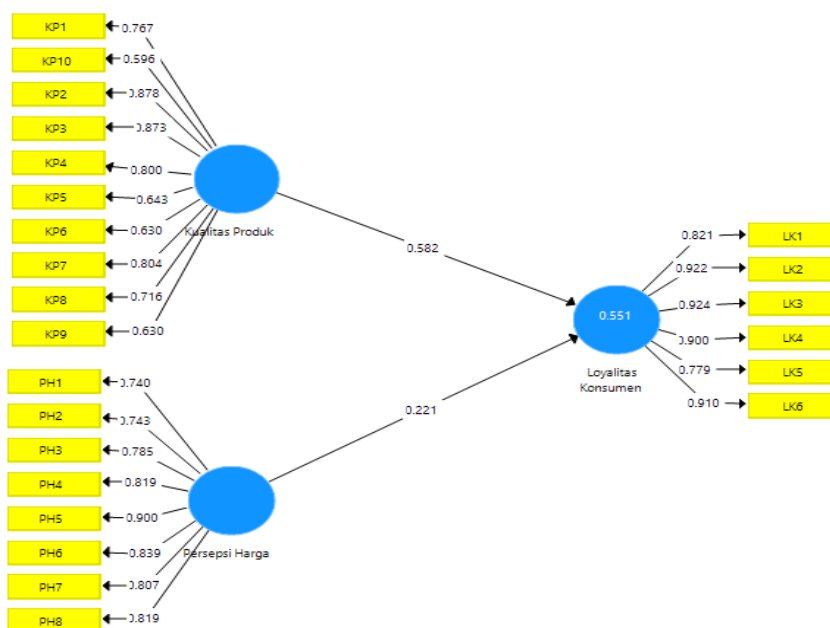 KP1
0.767
KP10
0.596
KP2
0.878
KP3
0.873
KP4
0.800
KP5
0.643
KP6
0.630
KP7
0.804
KP8
0.716
KP9
0.630
Kualitas Produk
0.582
PH1
0.740
PH2
0.743
PH3
0.785
PH4
0.819
PH5
0.900
PH6
0.839
PH7
0.807
PH8
0.819
Persepsi Harga
0.221
0.551
Loyalitas
Konsumen
0.821
LK1
0.922
LK2
0.924
LK3
0.900
LK4
0.779
LK5
0.910
LK6